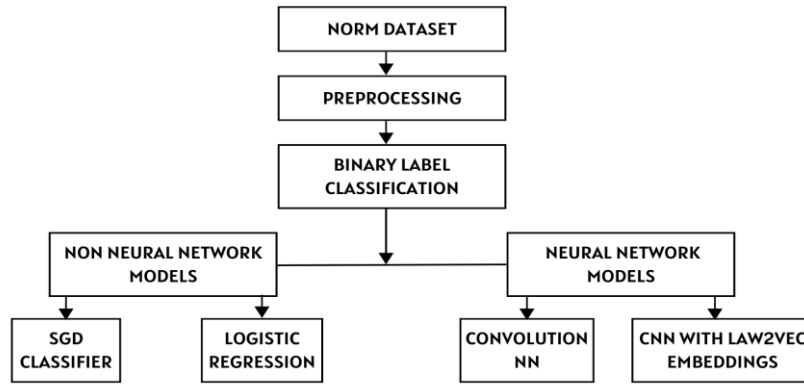 NORM DATASET
PREPROCESSING
BINARY LABEL
CLASSIFICATION
NON NEURAL NETWORK
MODELS
NEURAL NETWORK
MODELS
SGD
CLASSIFIER
LOGISTIC
REGRESSION
CONVOLUTION
NN
CNN WITH LAW2VEC
EMBEDDINGS